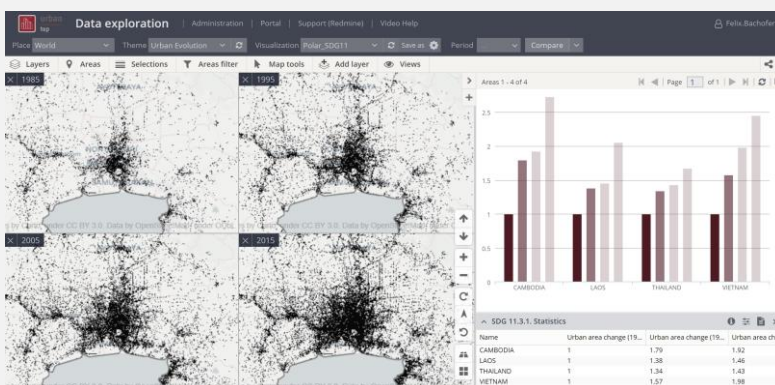 urban
top
Data exploration | Administration | Portal | Support (Redmine) | Video Help
Felix.Bachofer
Place World Theme Urban Evolution Visualization Polar_SDG11 Save as Period Compare
Layers Areas Selections Areas filter Map tools Add layer Views
× 1985
× 1995
× 2005
× 2015
Areas 1 - 4 of 4
Page 1 of 1
2.5
2
1.5
1
0.5
0
CAMBODIA LAOS THAILAND VIETNAM
SDG 11.3.1. Statistics
Name Urban area change (19... Urban area change (19... Urban area ch
CAMBODIA 1 1.79 1.92
LAOS 1 1.38 1.46
THAILAND 1 1.34 1.43
VIETNAM 1 1.57 1.98